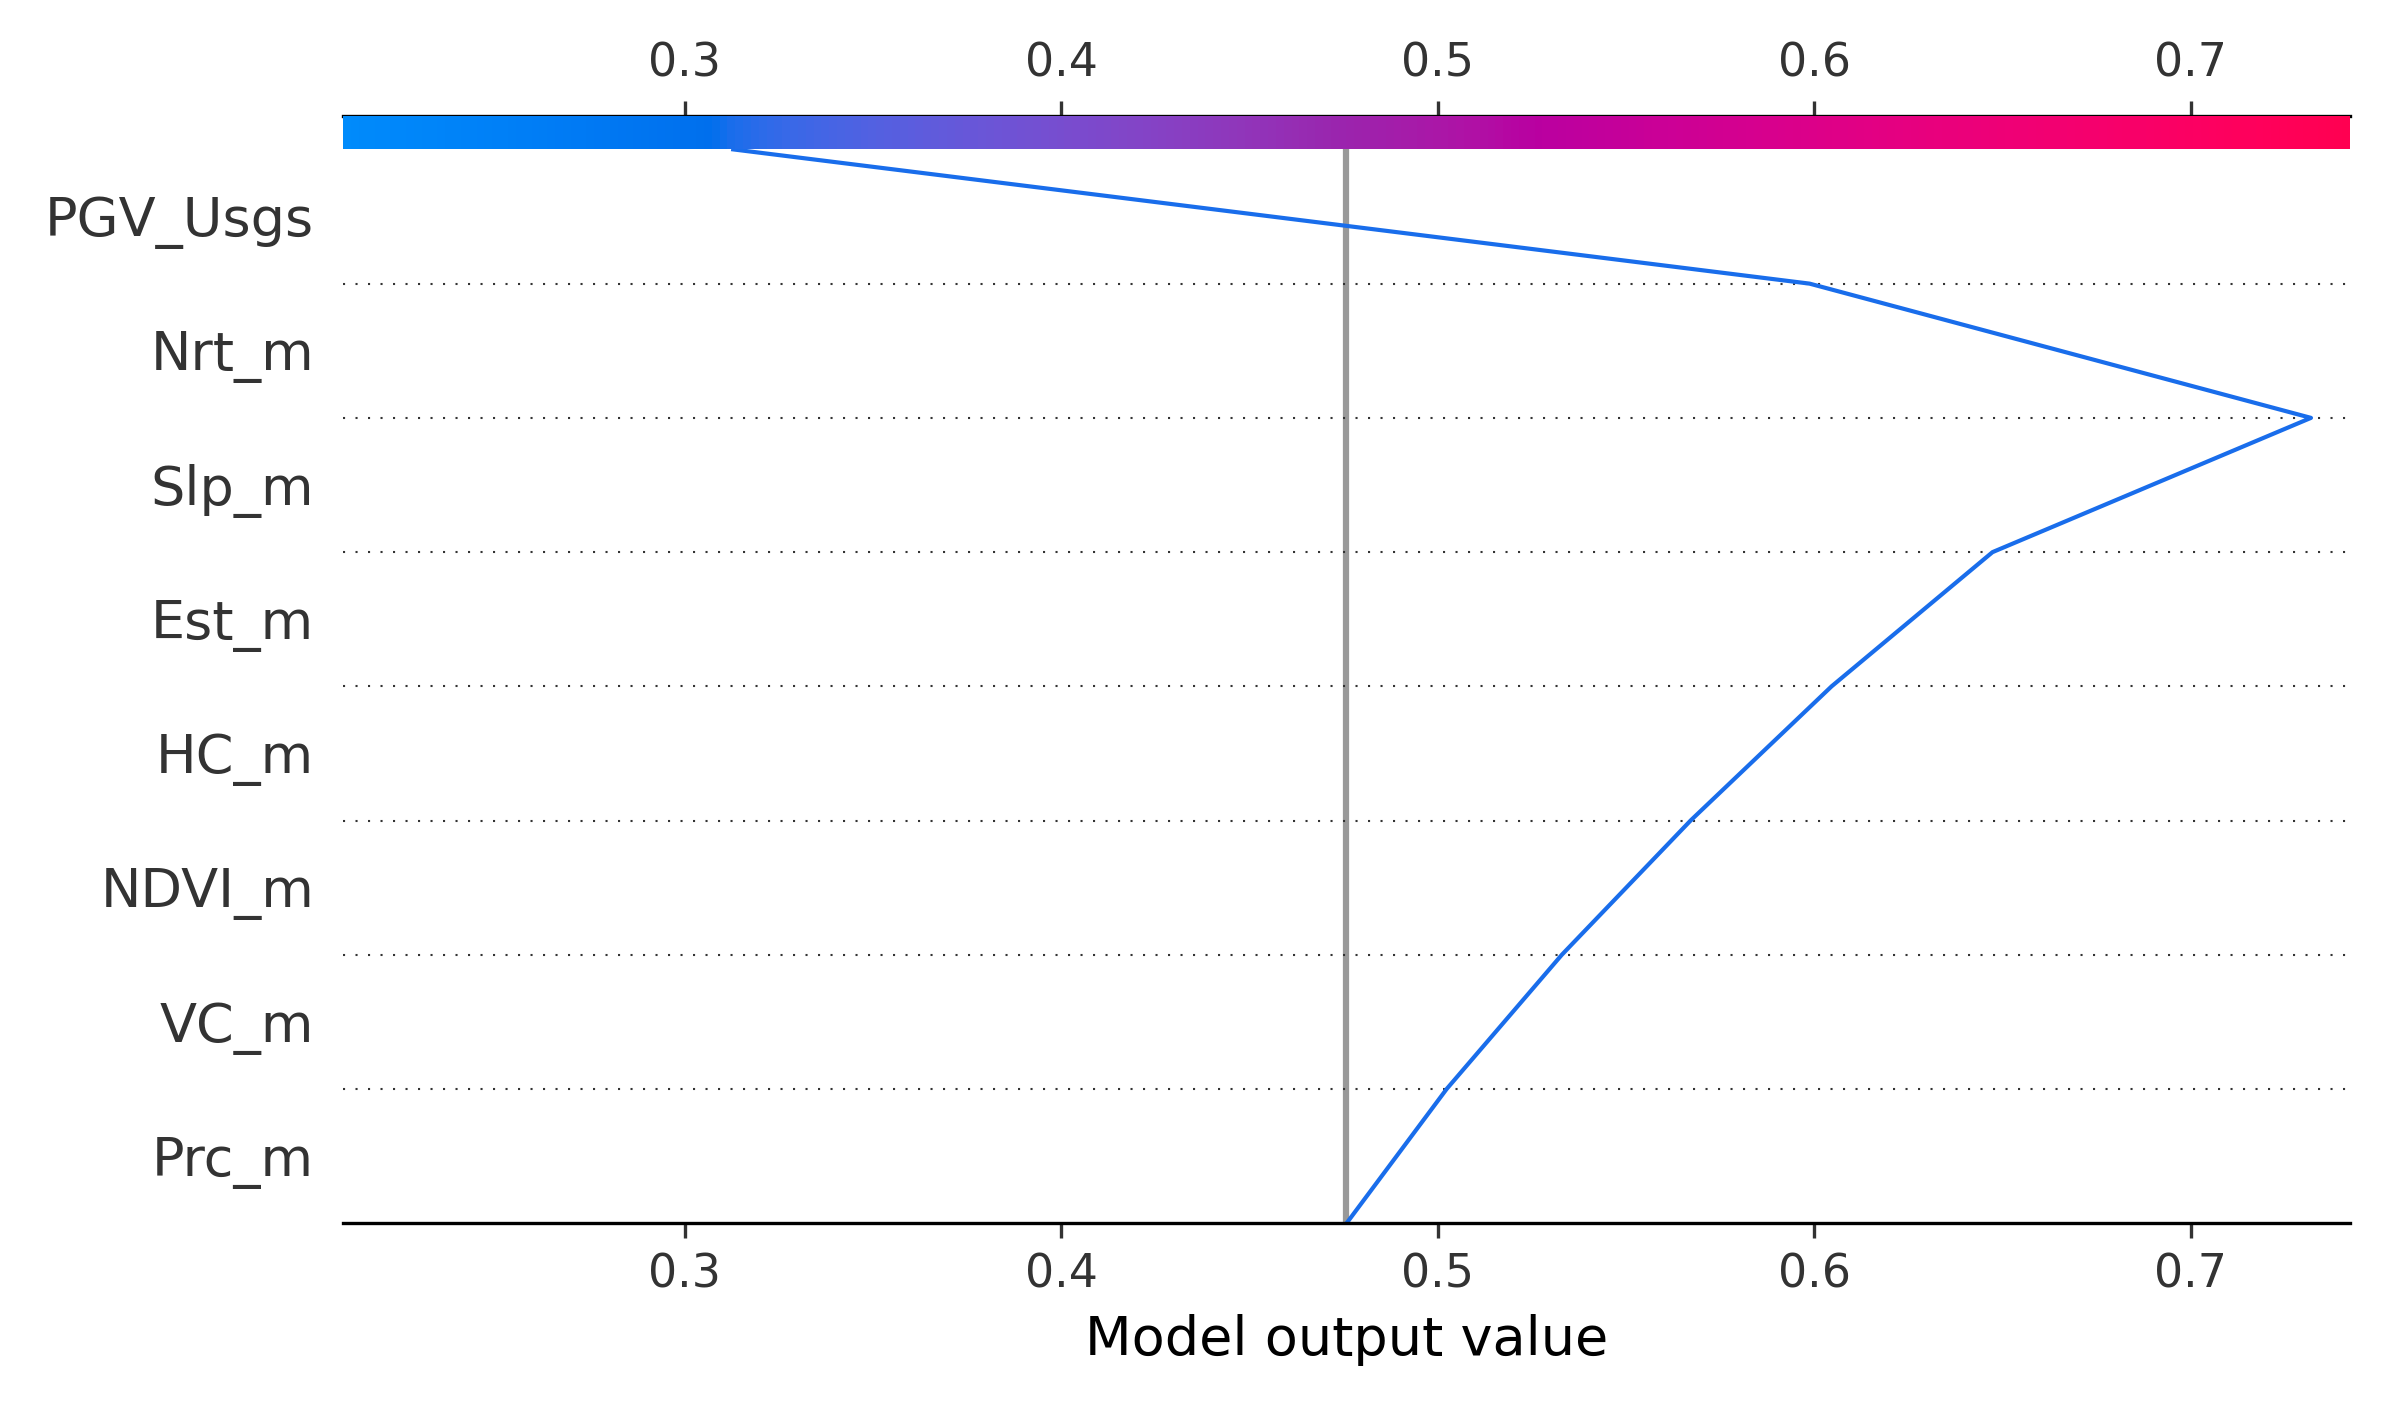 0.3 0.4 0.5 0.6 0.7
PGV_Usgs
Nrt_m
Slp_m
Est_m
HC_m
NDVI_m
VC_m
Prc_m
0.3 0.4 0.5 0.6 0.7
Model output value